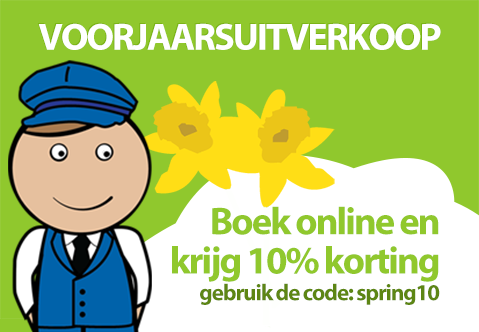 VOORJAARSUITVERKOOP
Boek online en
krijg 10% korting
gebruik de code: spring10